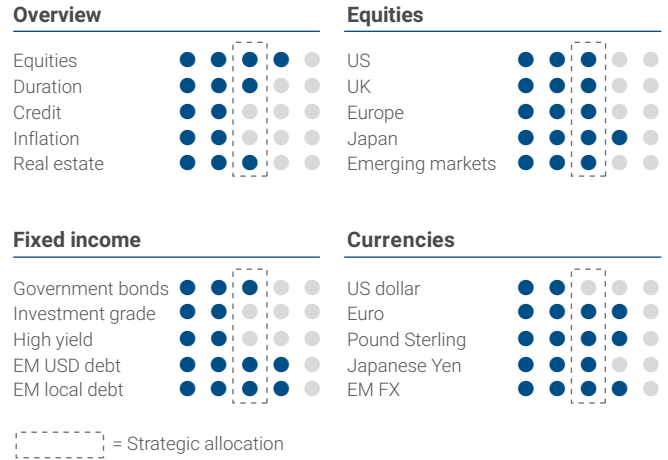 Overview
Equities
Duration
Credit
Inflation
Real estate
Equities
US
UK
Europe
Japan
Emerging markets
Fixed income
Government bonds
Investment grade
High yield
EM USD debt
EM local debt
Currencies
US dollar
Euro
Pound Sterling
Japanese Yen
EM FX
= Strategic allocation